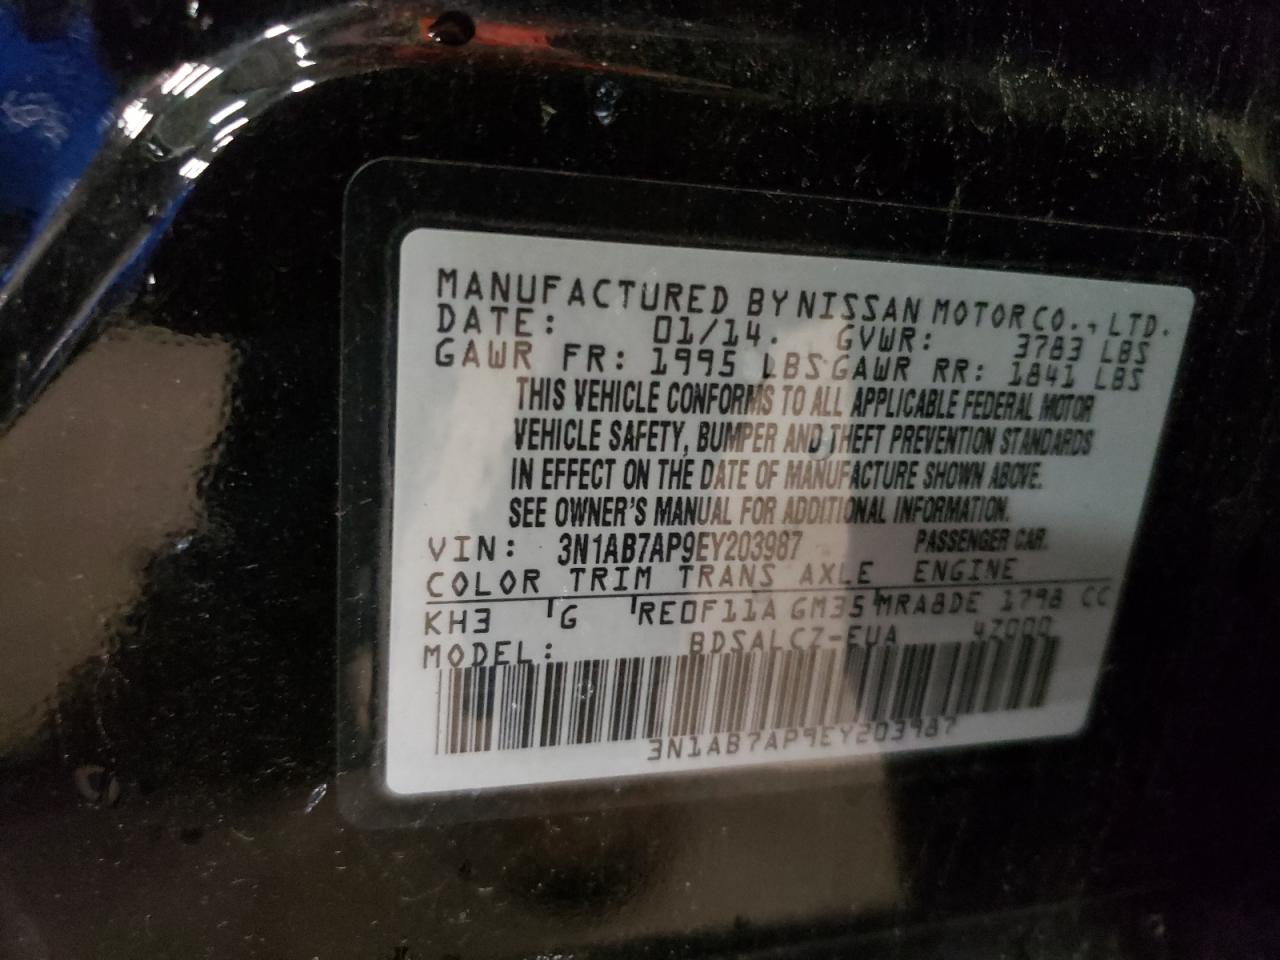 MANUFACTURED BY NISSAN MOTOR CO., LTD.
DATE: 01/14. GVWR: 3783 LBS
GAWR FR: 1995 LBS GAWR RR: 1841 LBS
THIS VEHICLE CONFORMS TO ALL APPLICABLE FEDERAL MOTOR
VEHICLE SAFETY, BUMPER AND THEFT PREVENTION STANDARDS
IN EFFECT ON THE DATE OF MANUFACTURE SHOWN ABOVE.
SEE OWNER'S MANUAL FOR ADDITIONAL INFORMATION.
VIN: 3N1AB7AP9EY203987 PASSENGER CAR.
COLOR TRIM TRANS AXLE ENGINE
KH3 G RE0F11A GM35 MRA8DE 1798 CC
MODEL: BDSALCZ-EUA 47000
3N1AB7AP9EY203987